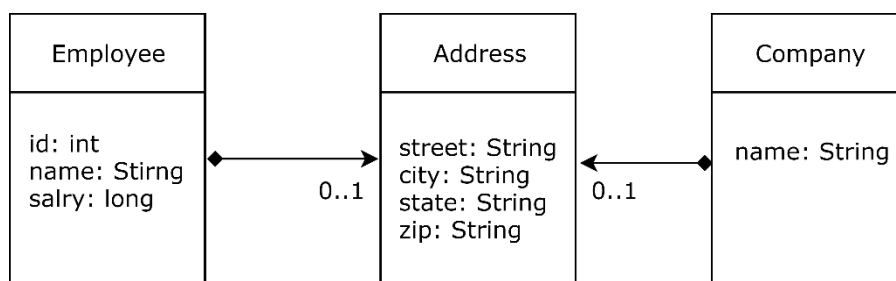 Employee
id: int
name: Stirng
salry: long
0..1
Address
street: String
city: String
state: String
zip: String
0..1
Company
name: String